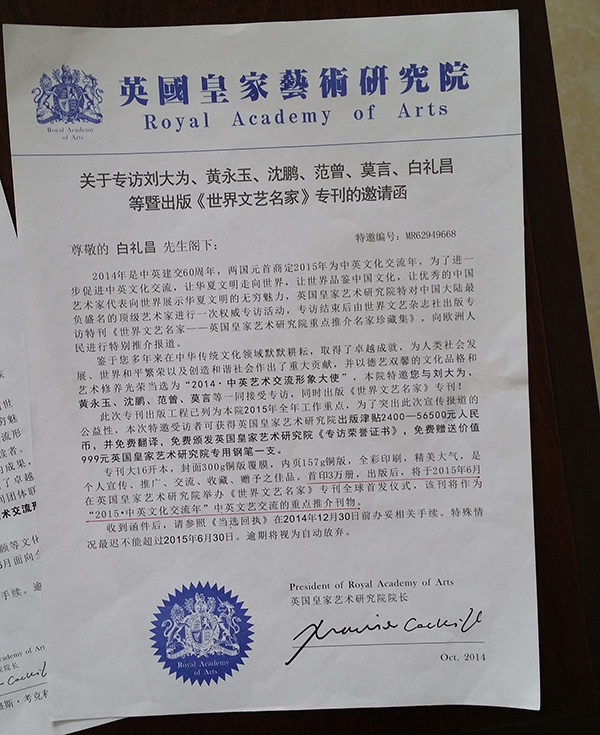 英國皇家藝術研究院
Royal Academy of Arts
Royal Academy
of Arts
关于专访刘大为、黄永玉、沈鹏、范曾、莫言、白礼昌
等暨出版《世界文艺名家》专刊的邀请函
特邀编号：MR62949668
尊敬的 白礼昌 先生阁下：
2014年是中英建交60周年，两国元首商定2015年为中英文化交流年，为了进一
步促进中英文化交流，让华夏文明走向世界，让世界品鉴中国文化，让优秀的中国
艺术家代表向世界展示华夏文明的无穷魅力，英国皇家艺术研究院特对中国大陆最
负盛名的顶级艺术家进行一次权威专访活动，专访结束后由世界文艺杂志社出版专
访特刊《世界文艺名家——英国皇家艺术研究院重点推介名家珍藏集》，向欧洲人
民进行特别推介报道。
鉴于您多年来在中华传统文化领域默默耕耘，取得了卓越成就，为人类社会发
展、世界和平繁荣以及创造和谐社会作出了重大贡献，并以德艺双馨的文化品格和
艺术修养光荣当选为“2014·中英艺术交流形象大使”，本院特邀您与刘大为、
黄永玉、沈鹏、范曾、莫言等一同接受专访，同时出版《世界文艺名家》专刊！
此次专刊出版工程已列为本院2015年全年工作重点，为了突出此次宣传报道的
公益性，本次特邀受访者可获得英国皇家艺术研究院出版津贴2400—56500元人民
币，并免费翻译，免费颁发英国皇家艺术研究院《专访荣誉证书》，免费赠送价值
999元英国皇家艺术研究院专用钢笔一支。
专刊大16开本，封面300g铜版覆膜，内页157g铜版，全彩印刷，精美大气，是
个人宣传、推广、交流、收藏、赠予之佳品。首印3万册，出版后，将于2015年6月
在英国皇家艺术研究院举办《世界文艺名家》专刊全球首发仪式，该刊将作为
“2015·中英文化交流年”中英文艺交流的重点推介刊物。
收到函件后，请参照《当选回执》在2014年12月30日前办妥相关手续。特殊情
况最迟不能超过2015年6月30日。逾期将视为自动放弃。
President of Royal Academy of Arts
英国皇家艺术研究院院长
Royal Academy
of Arts
Oct. 2014